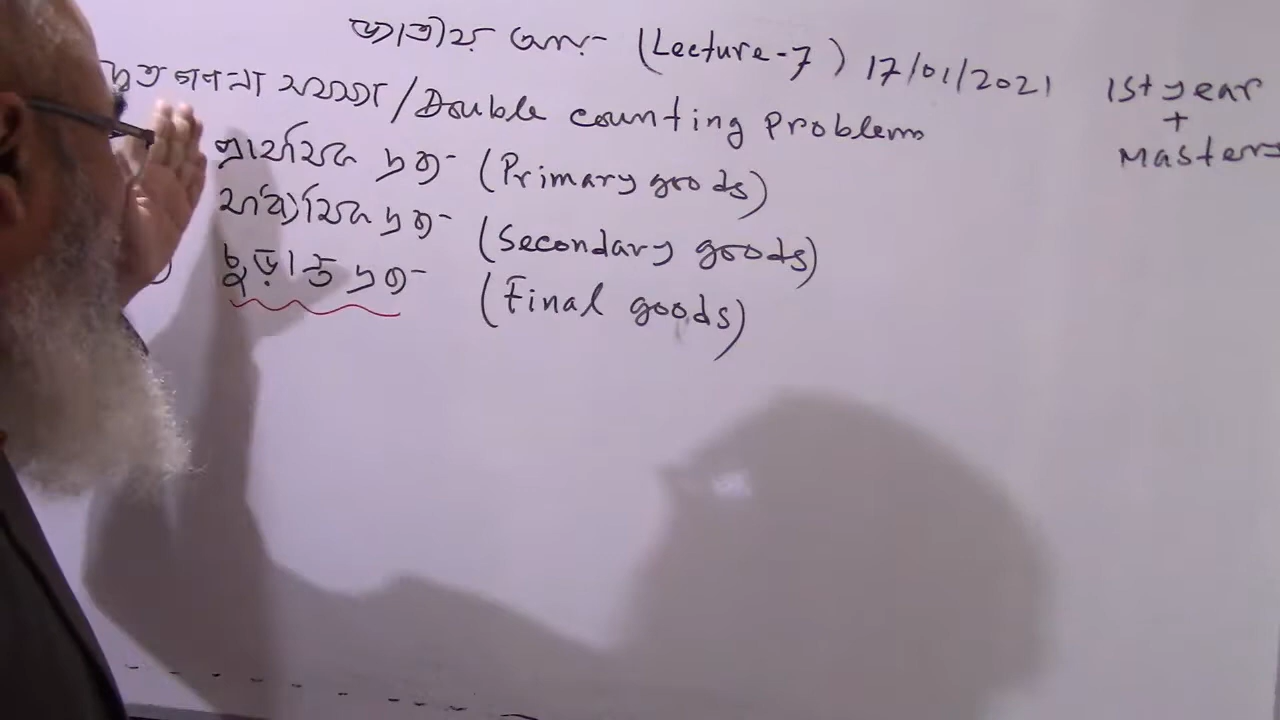 জাতীয় আয় (Lecture-7) 17/01/2021 1st year + Masters
দ্বৈত গণনা সমস্যা / Double counting Problems
প্রাথমিক দ্রব্য (Primary goods)
মাধ্যমিক দ্রব্য (Secondary goods)
চূড়ান্ত দ্রব্য (Final goods)